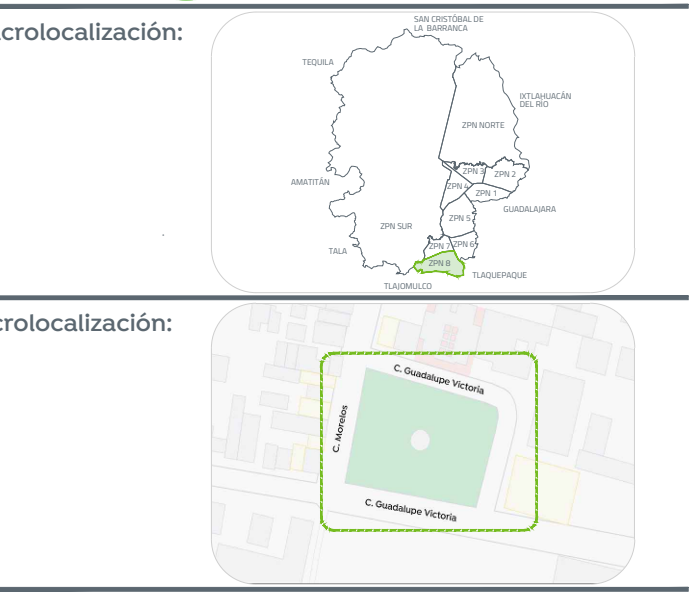 acrolocalización:
SAN CRISTÓBAL DE
LA BARRANCA
TEQUILA
IXTLAHUACÁN
DEL RÍO
ZPN NORTE
ZPN 3
ZPN 2
AMATITÁN
ZPN 4
ZPN 1
GUADALAJARA
ZPN 5
ZPN SUR
ZPN 7
ZPN 6
TALA
ZPN 8
TLAQUEPAQUE
TLAJOMULCO
crolocalización:
C. Guadalupe Victoria
C. Morelos
C. Guadalupe Victoria